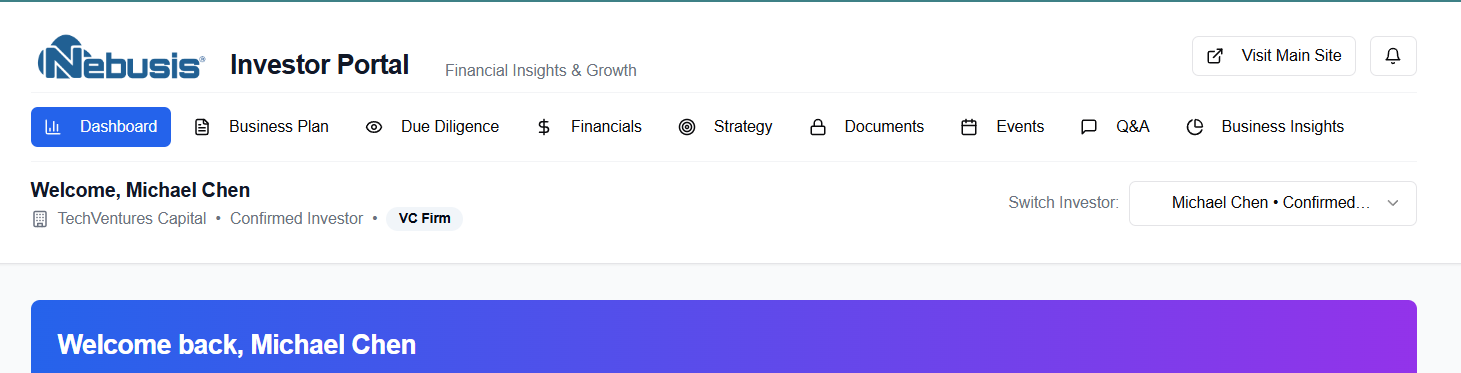 Nebusis®
Investor Portal
Financial Insights & Growth
Visit Main Site
Dashboard
Business Plan
Due Diligence
Financials
Strategy
Documents
Events
Q&A
Business Insights
Welcome, Michael Chen
TechVentures Capital • Confirmed Investor • VC Firm
Switch Investor:
Michael Chen • Confirmed…
Welcome back, Michael Chen